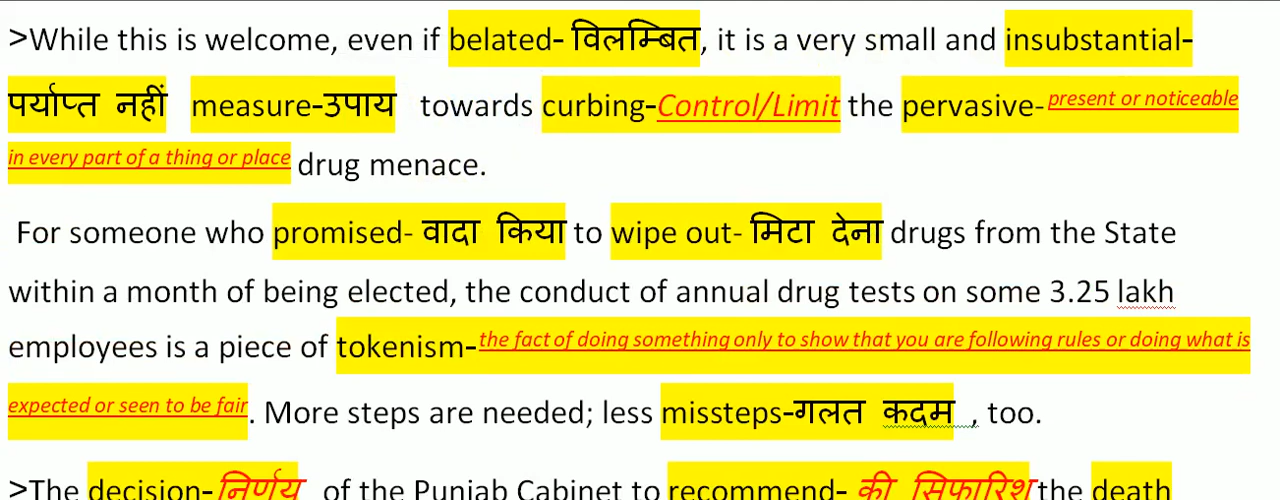 >While this is welcome, even if belated- विलम्बित, it is a very small and insubstantial-
पर्याप्त नहीं measure-उपाय towards curbing-Control/Limit the pervasive- present or noticeable
in every part of a thing or place drug menace.
For someone who promised- वादा किया to wipe out- मिटा देना drugs from the State
within a month of being elected, the conduct of annual drug tests on some 3.25 lakh
employees is a piece of tokenism-the fact of doing something only to show that you are following rules or doing what is
expected or seen to be fair. More steps are needed; less missteps-गलत कदम , too.
>The decision- निर्णय of the Punjab Cabinet to recommend- की सिफारिश the death